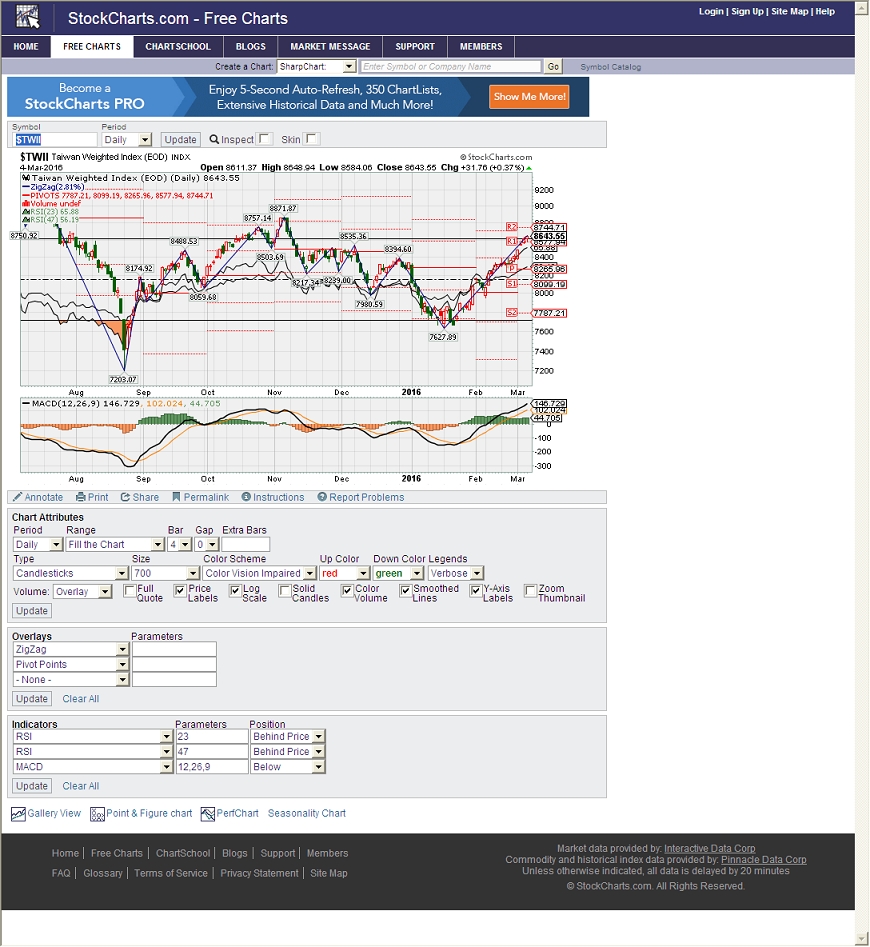 StockCharts.com - Free Charts
Login | Sign Up | Site Map | Help
HOME FREE CHARTS CHARTSCHOOL BLOGS MARKET MESSAGE SUPPORT MEMBERS
Create a Chart: SharpChart: Enter Symbol or Company Name Go Symbol Catalog
Become a
StockCharts PRO
Enjoy 5-Second Auto-Refresh, 350 ChartLists,
Extensive Historical Data and Much More!
Show Me More!
Symbol Period
$TWII Daily Update Inspect Skin
$TWII Taiwan Weighted Index (EOD) INDX © StockCharts.com
4-Mar-2016 Open 8611.37 High 8648.94 Low 8584.06 Close 8643.55 Chg +31.76 (+0.37%)
Taiwan Weighted Index (EOD) (Daily) 8643.55
ZigZag(2.81%)
PIVOTS 7787.21, 8099.19, 8265.96, 8577.94, 8744.71
Volume undef
RSI(23) 65.88
RSI(47) 56.19
8750.92
8174.92
7203.07
8488.53
8059.68
8757.14
8503.69
8871.87
8217.34
8239.00
8535.36
7980.59
8394.60
7627.89
R2
R1
P
S1
S2
9200
9000
8744.71
8643.55
8577.94
8400
8265.96
8200
8099.19
8000
7787.21
7600
7400
7200
Aug Sep Oct Nov Dec 2016 Feb Mar
MACD(12,26,9) 146.729, 102.024, 44.705
146.729
102.024
44.705
0
-100
-200
-300
Aug Sep Oct Nov Dec 2016 Feb Mar
Annotate Print Share Permalink Instructions Report Problems
Chart Attributes
Period Range Bar Gap Extra Bars
Daily Fill the Chart 4 0
Type Size Color Scheme Up Color Down Color Legends
Candlesticks 700 Color Vision Impaired red green Verbose
Volume: Overlay Full Quote Price Labels Log Scale Solid Candles Color Volume Smoothed Lines Y-Axis Labels Zoom Thumbnail
Update
Overlays Parameters
ZigZag
Pivot Points
- None -
Update Clear All
Indicators Parameters Position
RSI 23 Behind Price
RSI 47 Behind Price
MACD 12,26,9 Below
Update Clear All
Gallery View Point & Figure chart PerfChart Seasonality Chart
Home | Free Charts | ChartSchool | Blogs | Support | Members
FAQ | Glossary | Terms of Service | Privacy Statement | Site Map
Market data provided by: Interactive Data Corp
Commodity and historical index data provided by: Pinnacle Data Corp
Unless otherwise indicated, all data is delayed by 20 minutes
© StockCharts.com. All Rights Reserved.